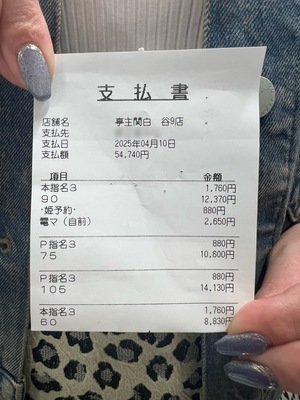 支払書
店舗名 亭主関白 谷9店
支払先
支払日 2025年04月10日
支払額 54,740円
項目 金額
本指名3 1,760円
90 12,370円
・姫予約・ 880円
電マ(自前) 2,650円
P指名3 880円
75 10,600円
P指名3 880円
105 14,130円
本指名3 1,760円
60 8,830円